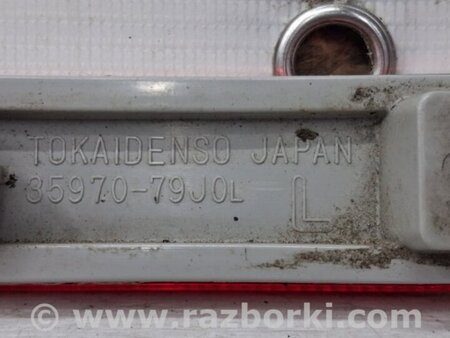 TOKAIDENSO JAPAN
35970-79J0L
L
© www.razborki.com